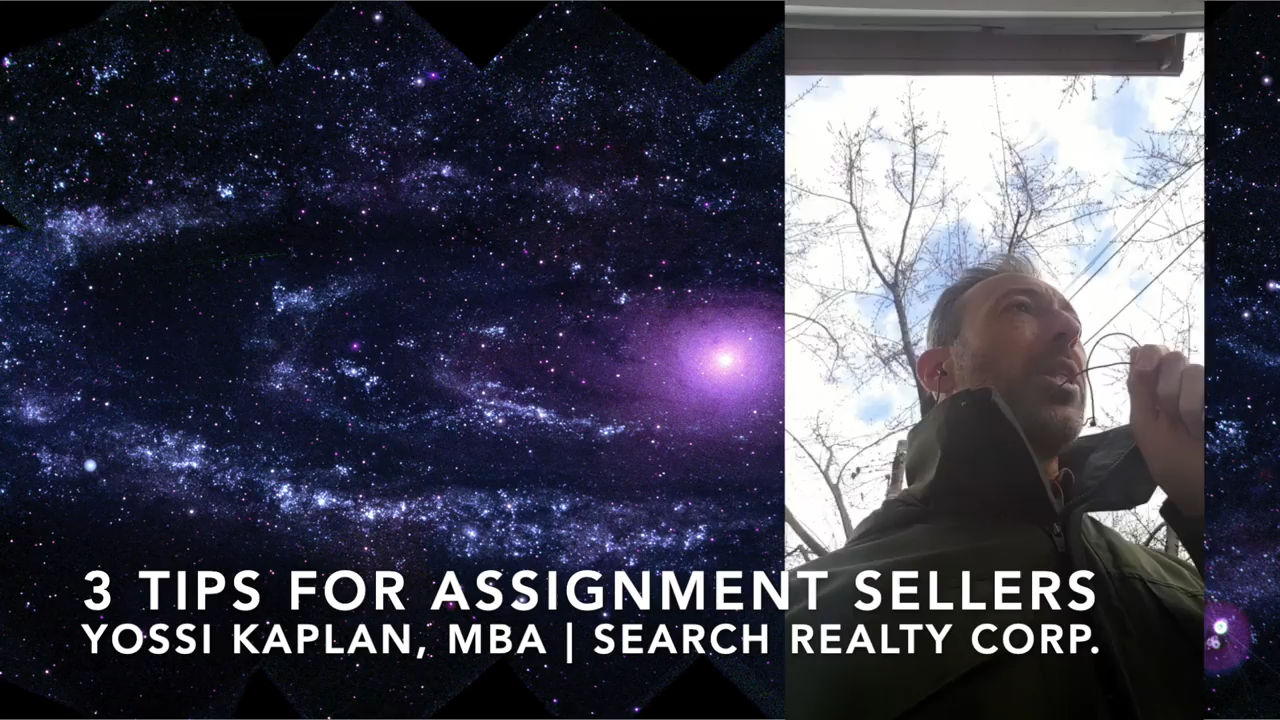 3 TIPS FOR ASSIGNMENT SELLERS
YOSSI KAPLAN, MBA | SEARCH REALTY CORP.